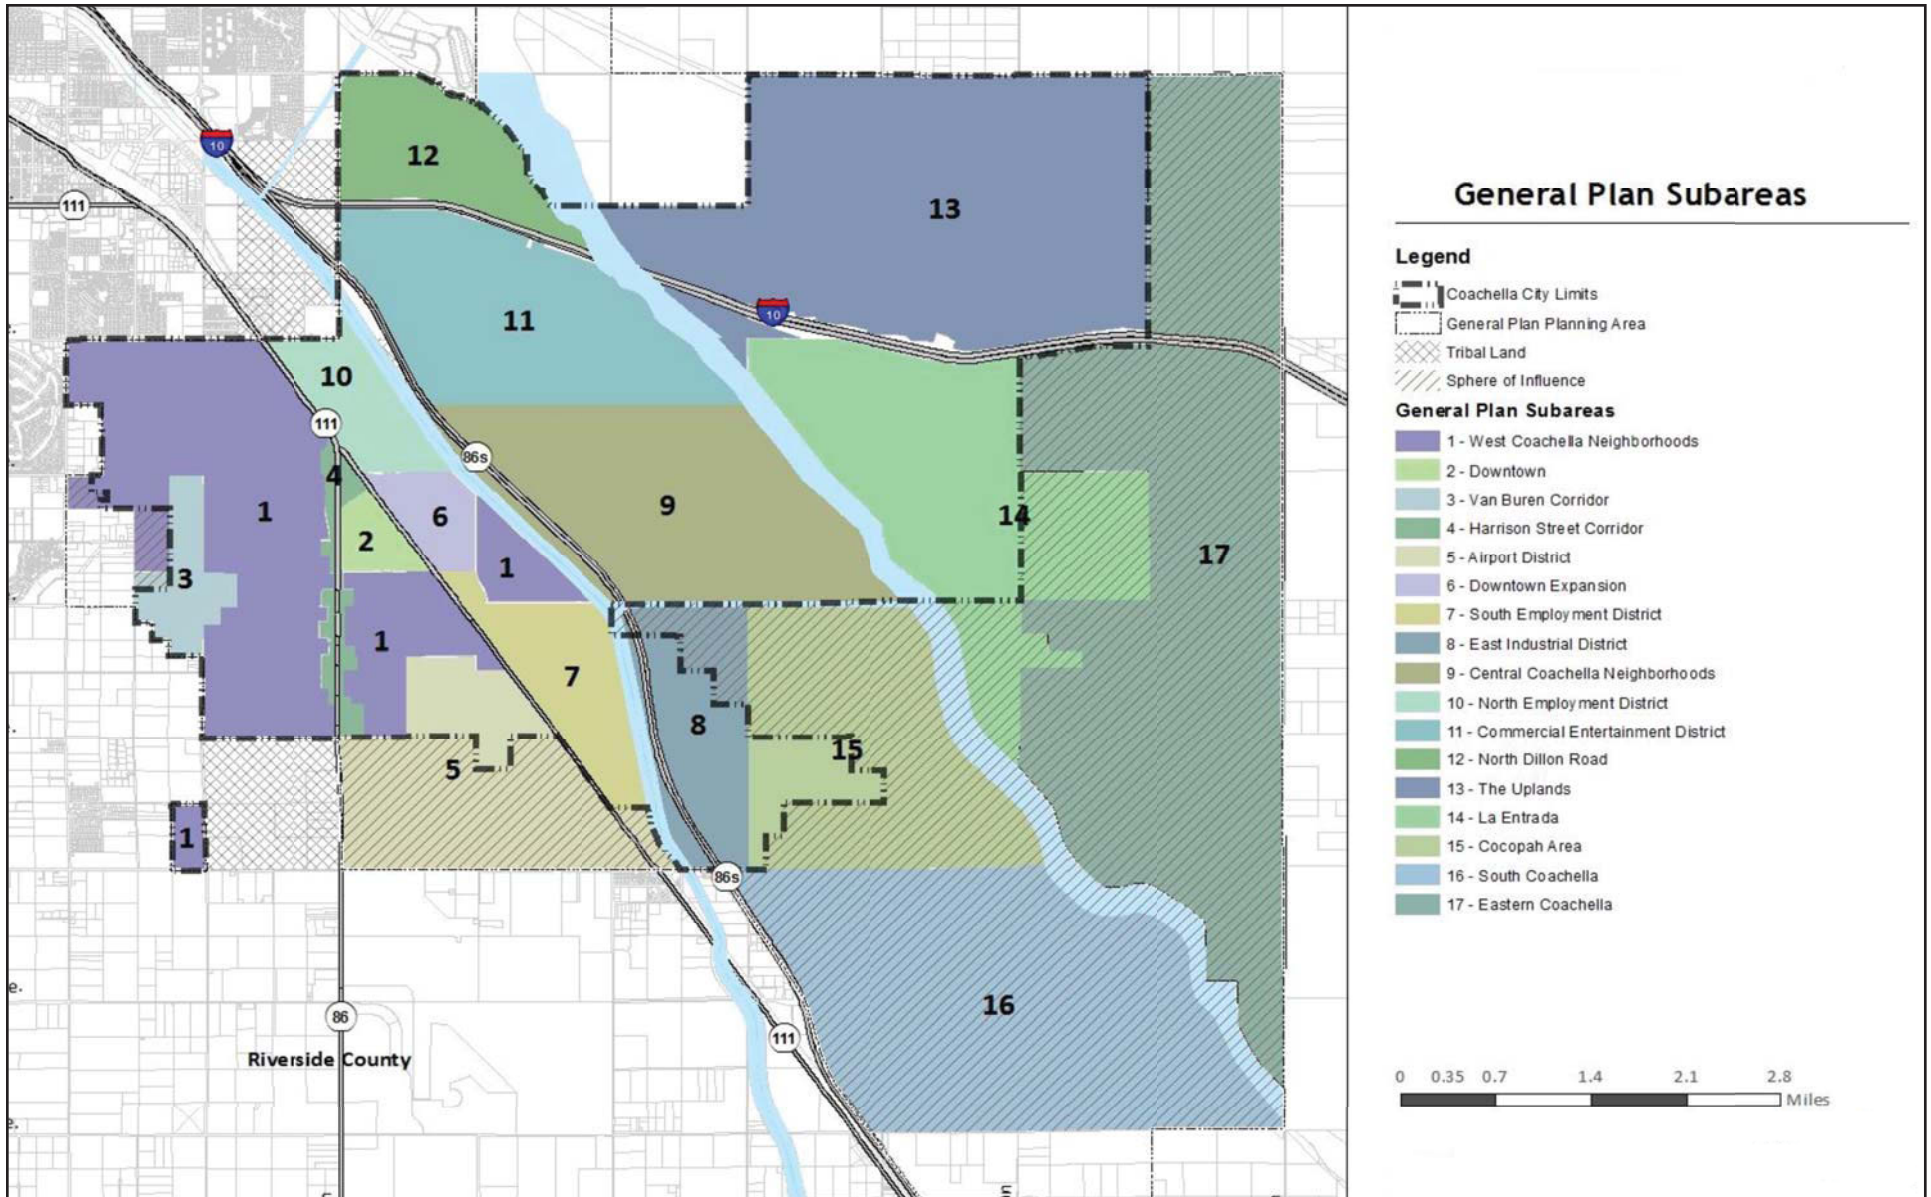 General Plan Subareas
Legend
Coachella City Limits
General Plan Planning Area
Tribal Land
Sphere of Influence
General Plan Subareas
1 - West Coachella Neighborhoods
2 - Downtown
3 - Van Buren Corridor
4 - Harrison Street Corridor
5 - Airport District
6 - Downtown Expansion
7 - South Employment District
8 - East Industrial District
9 - Central Coachella Neighborhoods
10 - North Employment District
11 - Commercial Entertainment District
12 - North Dillon Road
13 - The Uplands
14 - La Entrada
15 - Cocopah Area
16 - South Coachella
17 - Eastern Coachella
0 0.35 0.7 1.4 2.1 2.8
Miles
10
12
111
13
10
11
10
111
4
86s
1
6
9
14
2
1
17
3
1
7
8
15
5
1
86s
16
86
111
Riverside County
e.
e.